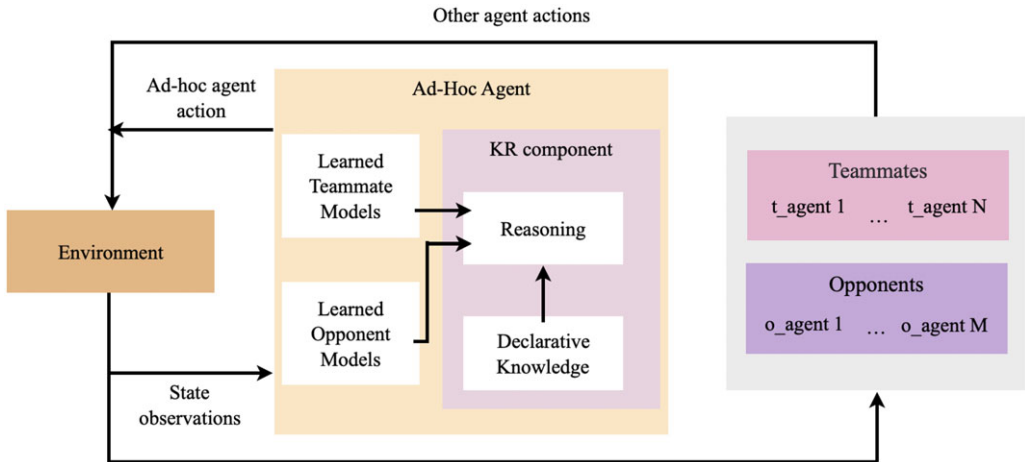 Other agent actions
Ad-hoc agent
action
Ad-Hoc Agent
Learned
Teammate
Models
KR component
Reasoning
Teammates
t_agent 1 ... t_agent N
Environment
Learned
Opponent
Models
Declarative
Knowledge
Opponents
o_agent 1 ... o_agent M
State
observations